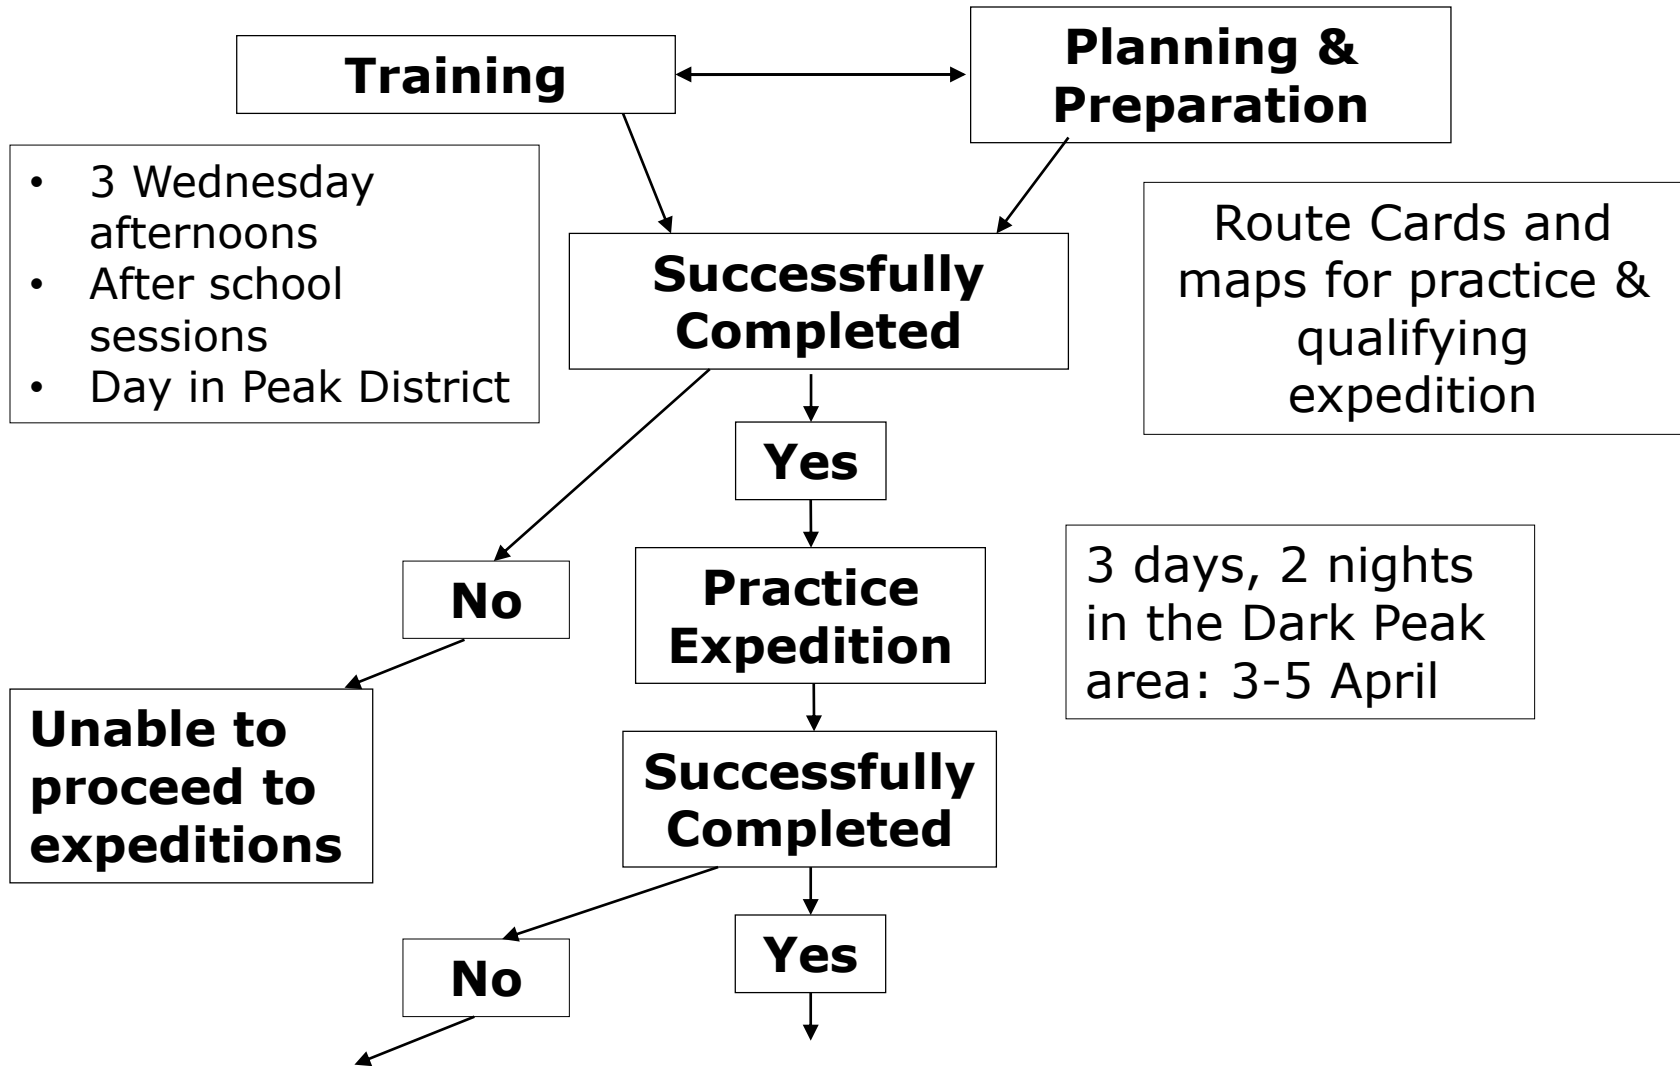 Training
Planning &
Preparation
• 3 Wednesday
afternoons
• After school
sessions
• Day in Peak District
Successfully
Completed
Route Cards and
maps for practice &
qualifying
expedition
Yes
No
Practice
Expedition
3 days, 2 nights
in the Dark Peak
area: 3-5 April
Unable to
proceed to
expeditions
Successfully
Completed
No
Yes